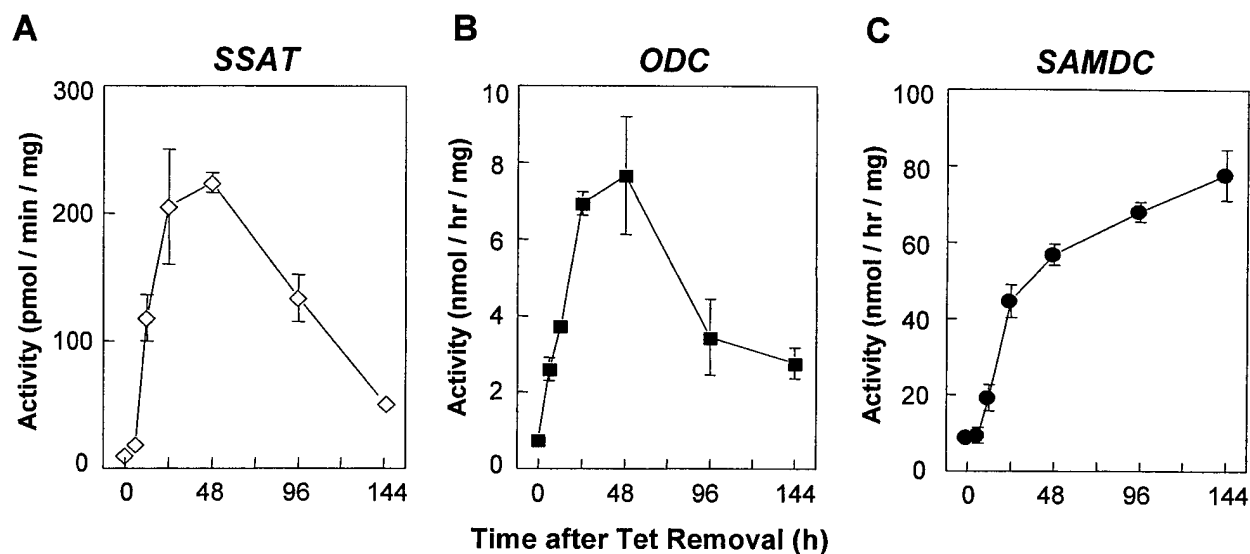 A
SSAT
Activity (pmol / min / mg)
300
200
100
0
0 48 96 144
B
ODC
Activity (nmol / hr / mg)
10
8
6
4
2
0
0 48 96 144
C
SAMDC
Activity (nmol / hr / mg)
100
80
60
40
20
0
0 48 96 144
Time after Tet Removal (h)